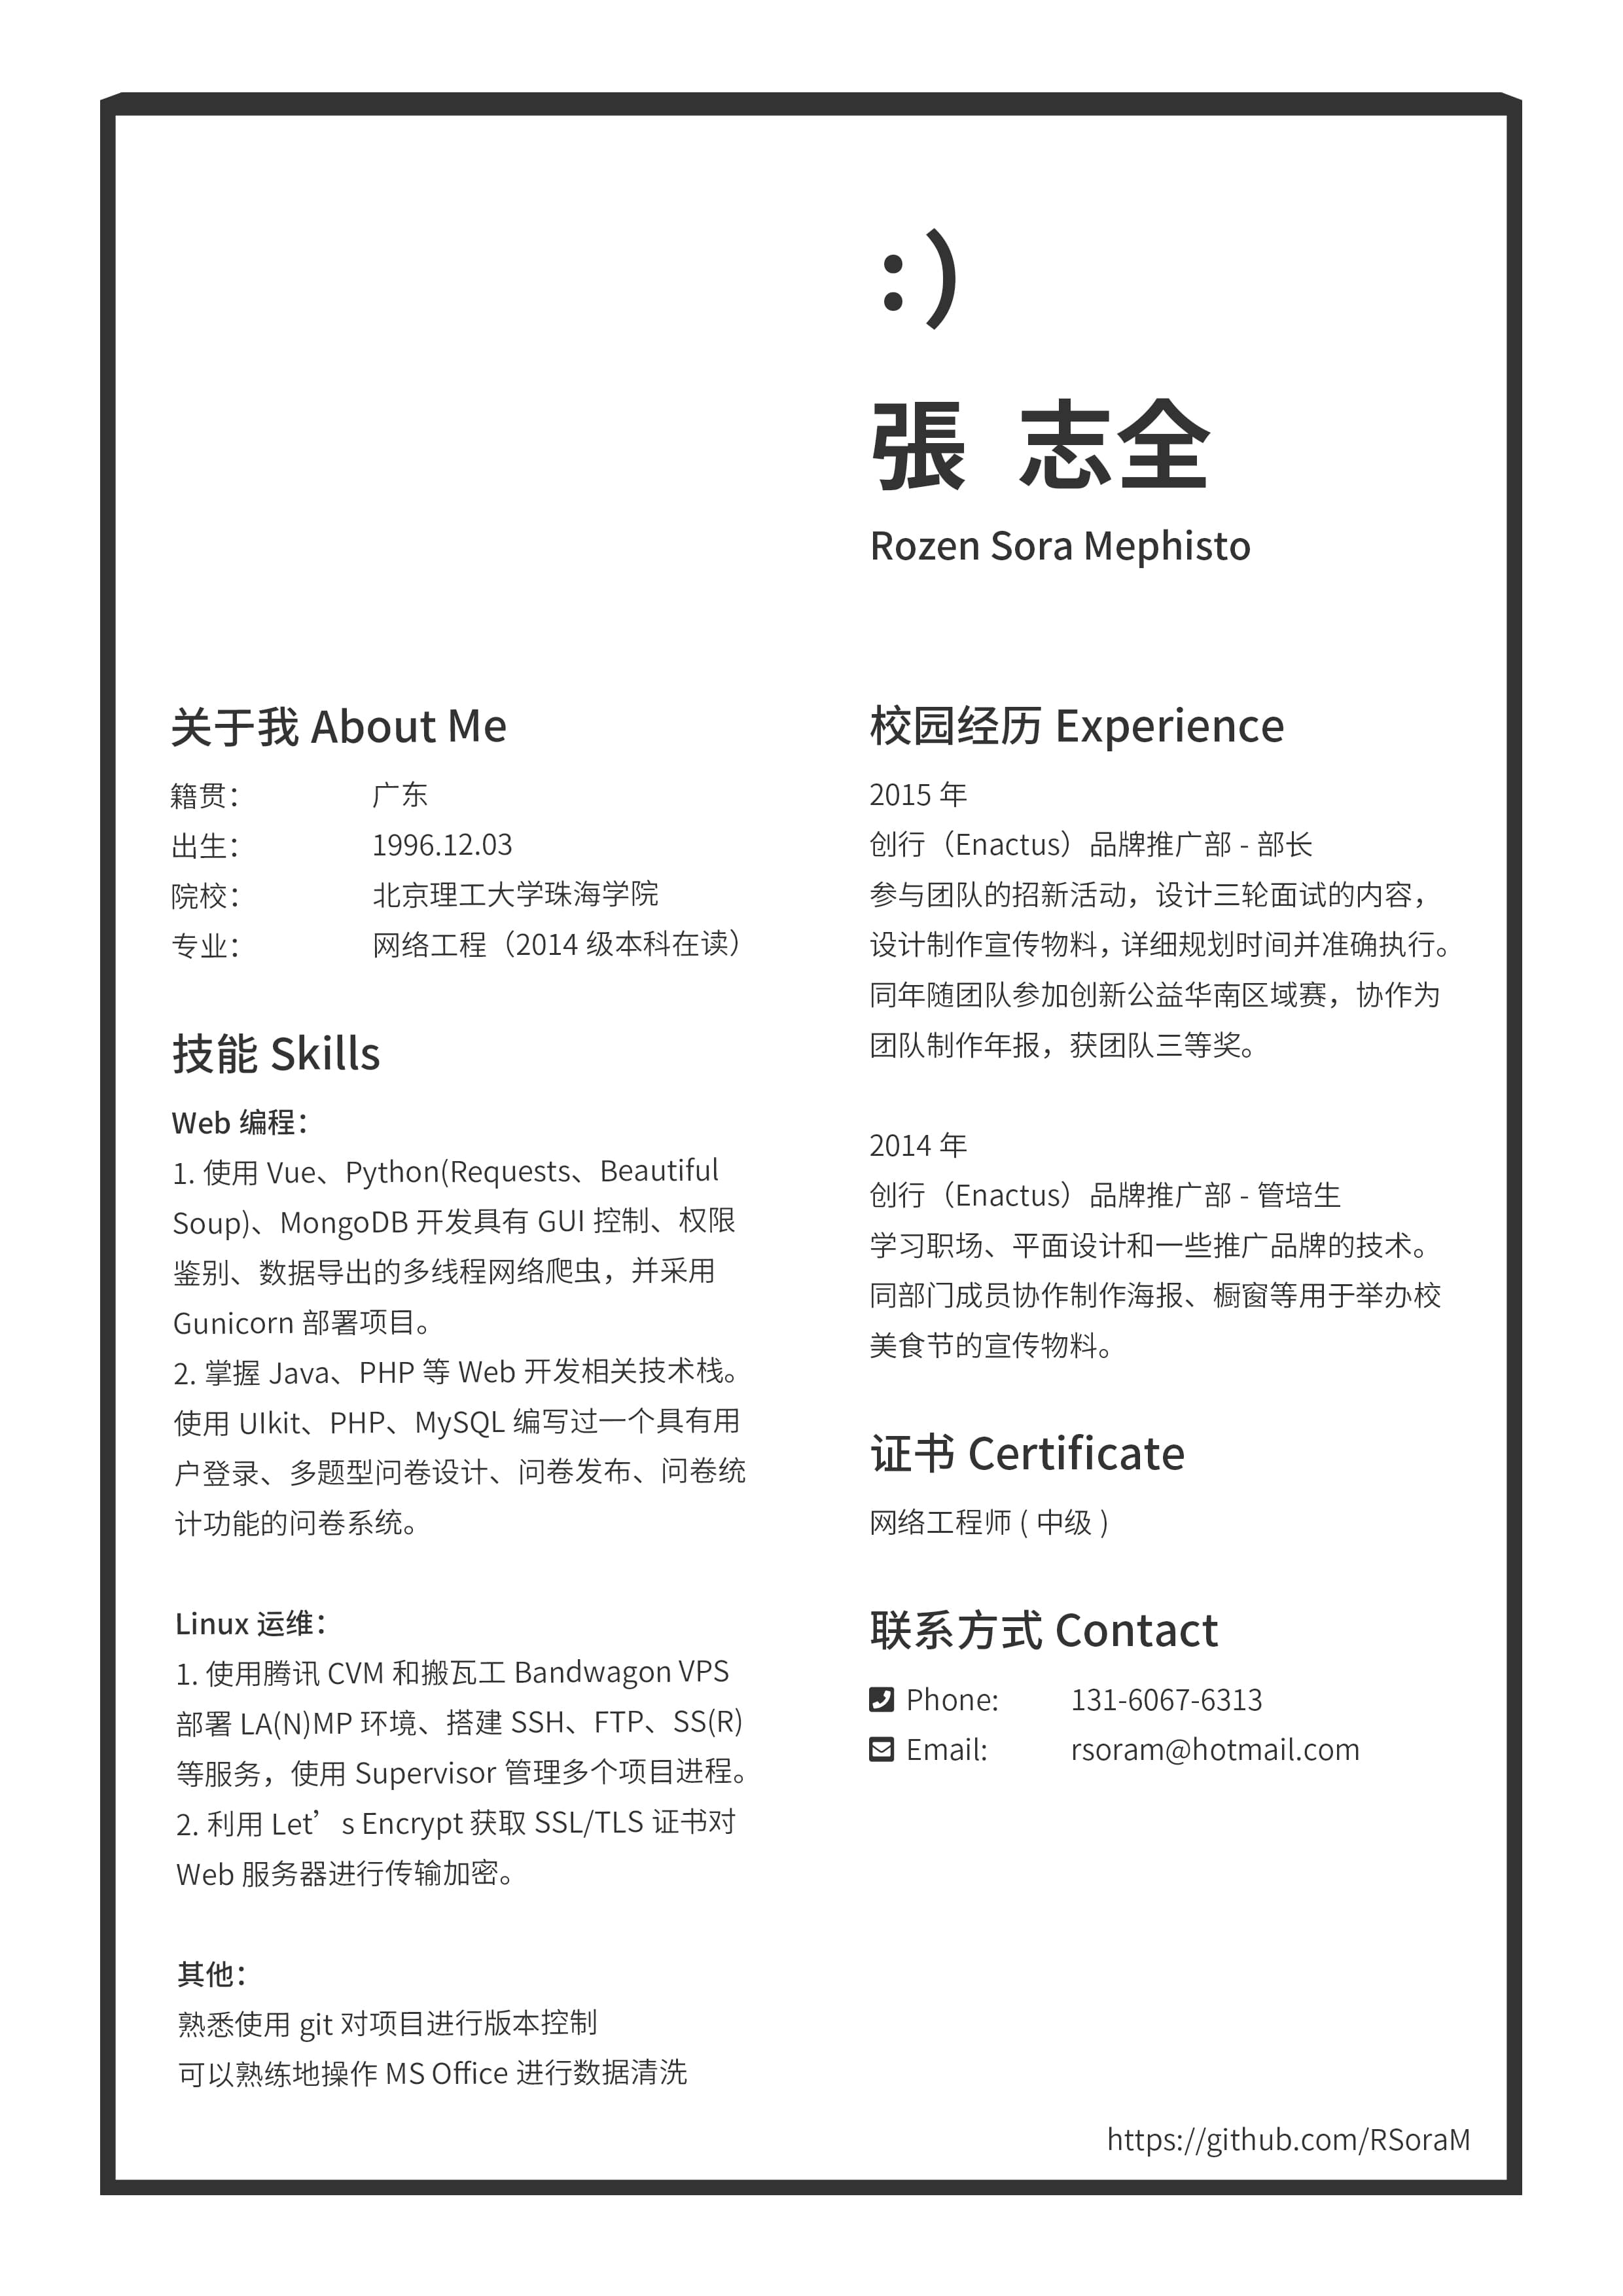 :)
張 志全
Rozen Sora Mephisto
关于我 About Me
籍贯： 广东
出生： 1996.12.03
院校： 北京理工大学珠海学院
专业： 网络工程（2014 级本科在读）
技能 Skills
Web 编程：
1. 使用 Vue、Python(Requests、Beautiful
Soup)、MongoDB 开发具有 GUI 控制、权限
鉴别、数据导出的多线程网络爬虫，并采用
Gunicorn 部署项目。
2. 掌握 Java、PHP 等 Web 开发相关技术栈。
使用 UIkit、PHP、MySQL 编写过一个具有用
户登录、多题型问卷设计、问卷发布、问卷统
计功能的问卷系统。
Linux 运维：
1. 使用腾讯 CVM 和搬瓦工 Bandwagon VPS
部署 LA(N)MP 环境、搭建 SSH、FTP、SS(R)
等服务，使用 Supervisor 管理多个项目进程。
2. 利用 Let’s Encrypt 获取 SSL/TLS 证书对
Web 服务器进行传输加密。
其他：
熟悉使用 git 对项目进行版本控制
可以熟练地操作 MS Office 进行数据清洗
校园经历 Experience
2015 年
创行（Enactus）品牌推广部 - 部长
参与团队的招新活动，设计三轮面试的内容，
设计制作宣传物料，详细规划时间并准确执行。
同年随团队参加创新公益华南区域赛，协作为
团队制作年报，获团队三等奖。
2014 年
创行（Enactus）品牌推广部 - 管培生
学习职场、平面设计和一些推广品牌的技术。
同部门成员协作制作海报、橱窗等用于举办校
美食节的宣传物料。
证书 Certificate
网络工程师 ( 中级 )
联系方式 Contact
Phone: 131-6067-6313
Email: rsoram@hotmail.com
https://github.com/RSoraM